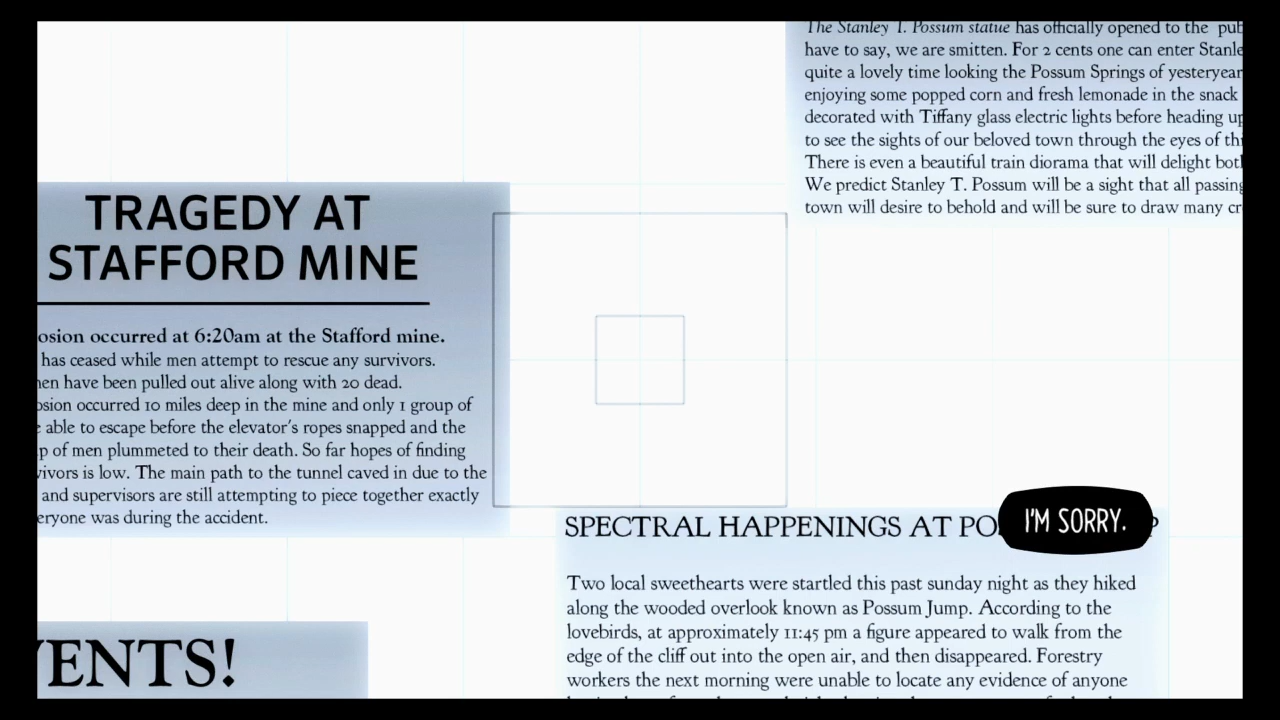 The Stanley T. Possum statue has officially opened to the
have to say, we are smitten. For 2 cents one can enter
quite a lovely time looking the Possum Springs of yesteryear
enjoying some popped corn and fresh lemonade in the snack
decorated with Tiffany glass electric lights before heading
to see the sights of our beloved town through the eyes of
There is even a beautiful train diorama that will delight
We predict Stanley T. Possum will be a sight that all
town will desire to behold and will be sure to draw many
TRAGEDY AT
STAFFORD MINE
occurred at 6:20am at the Stafford mine.
has ceased while men attempt to rescue any survivors.
have been pulled out alive along with 20 dead.
occurred 10 miles deep in the mine and only 1 group of
able to escape before the elevator's ropes snapped and the
of men plummeted to their death. So far hopes of finding
is low. The main path to the tunnel caved in due to the
and supervisors are still attempting to piece together exactly
was during the accident.
SPECTRAL HAPPENINGS AT
I'M SORRY.
Two local sweethearts were startled this past sunday night as they hiked
along the wooded overlook known as Possum Jump. According to the
lovebirds, at approximately 11:45 pm a figure appeared to walk from the
edge of the cliff out into the open air, and then disappeared. Forestry
workers the next morning were unable to locate any evidence of anyone
VENTS!